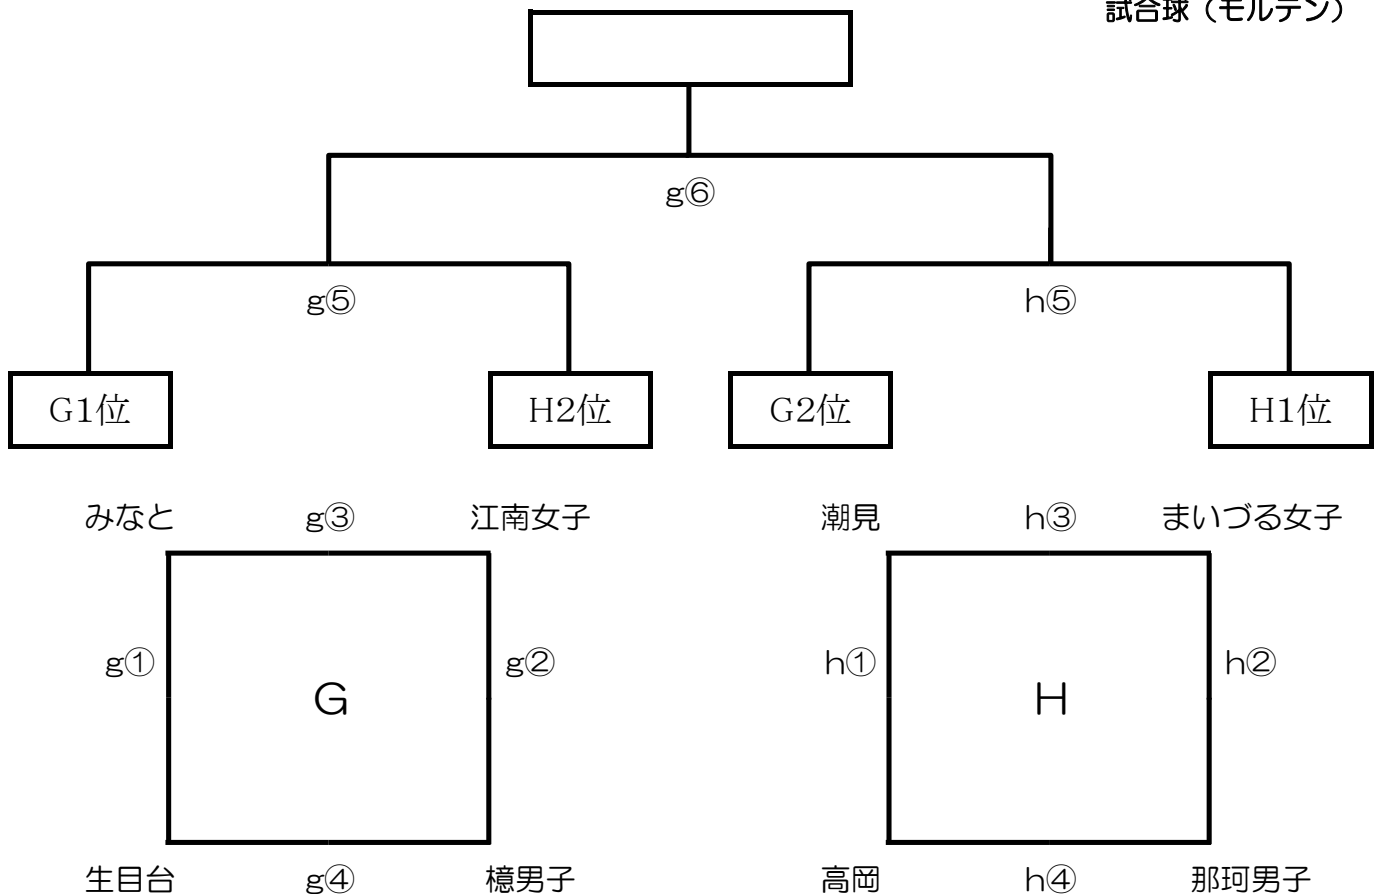 試合球（モルテン）
g⑥
g⑤ h⑤
G1位 H2位 G2位 H1位
みなと g③ 江南女子 潮見 h③ まいづる女子
g① g② h① h②
G H
生目台 g④ 檍男子 高岡 h④ 那珂男子